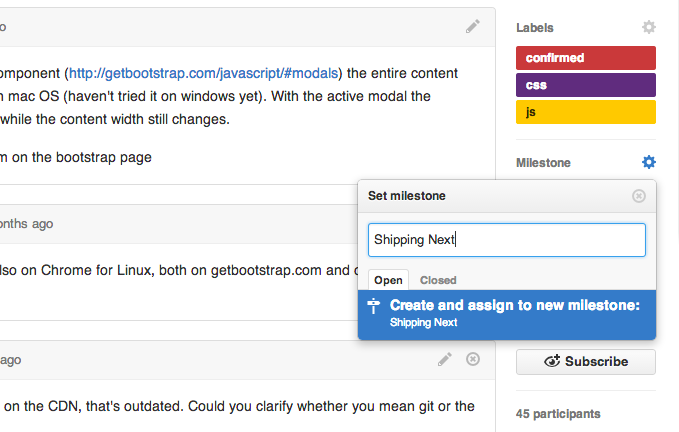 o
omponent (http://getbootstrap.com/javascript/#modals) the entire content
n mac OS (haven't tried it on windows yet). With the active modal the
while the content width still changes.
m on the bootstrap page
onths ago
lso on Chrome for Linux, both on getbootstrap.com and
ago
on the CDN, that's outdated. Could you clarify whether you mean git or the
Labels
confirmed
css
js
Milestone
Set milestone
Shipping Next
Open
Closed
Create and assign to new milestone:
Shipping Next
Subscribe
45 participants